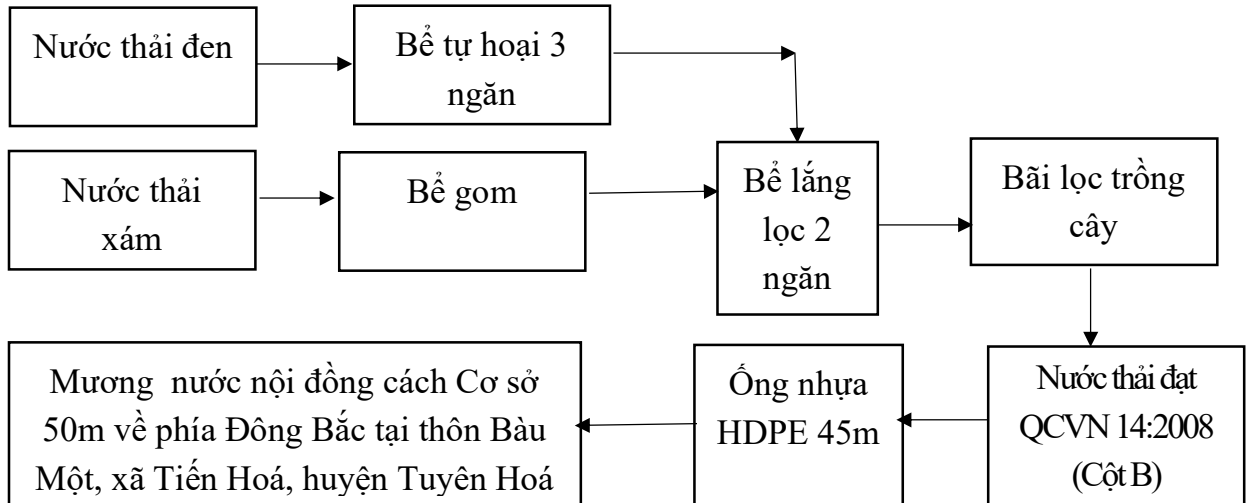 Nước thải đen
Bể tự hoại 3
ngăn
Nước thải
xám
Bể gom
Bể lắng
lọc 2
ngăn
Bãi lọc trồng
cây
Nước thải đạt
QCVN 14:2008
(Cột B)
Ống nhựa
HDPE 45m
Mương nước nội đồng cách Cơ sở
50m về phía Đông Bắc tại thôn Bàu
Một, xã Tiến Hoá, huyện Tuyên Hoá